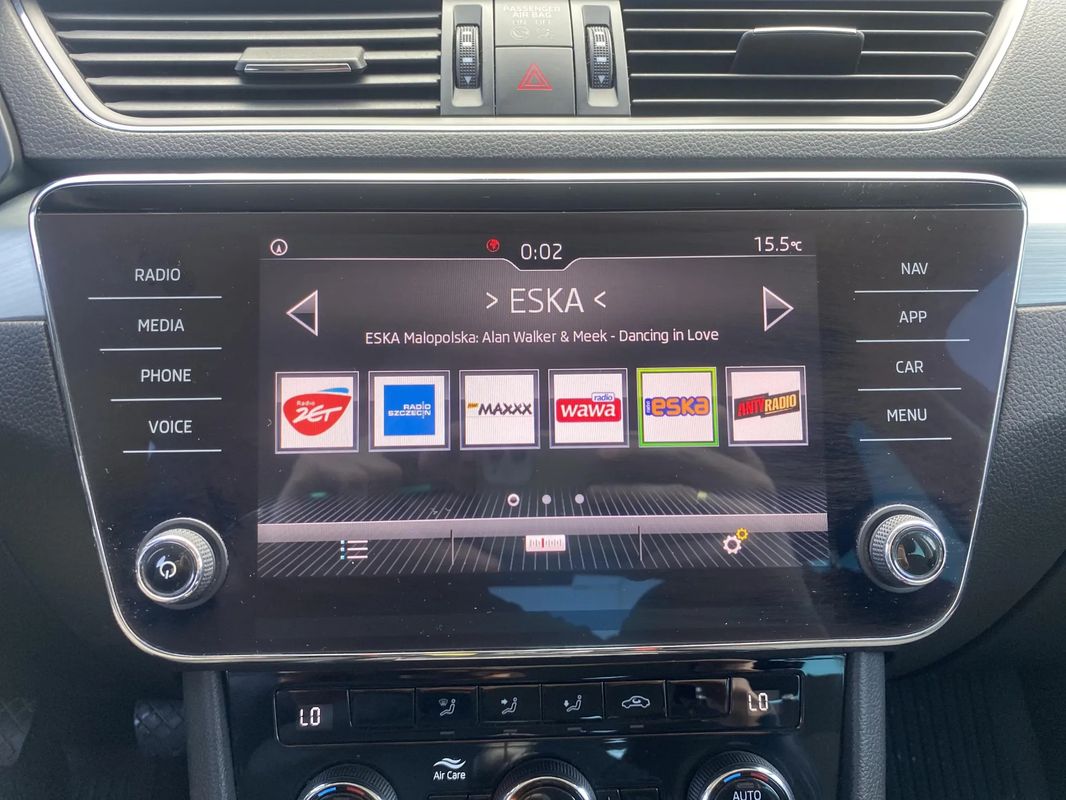 PASSENGER
AIR BAG
ON OFF
0:02
15.5°C
RADIO
MEDIA
PHONE
VOICE
> ESKA <
ESKA Malopolska: Alan Walker & Meek - Dancing in Love
Radio
ZET
RADIO
SZCZECIN
MAXXX
radio
wawa
eska
ANTYRADIO
NAV
APP
CAR
MENU
LO
LO
Air Care
AUTO